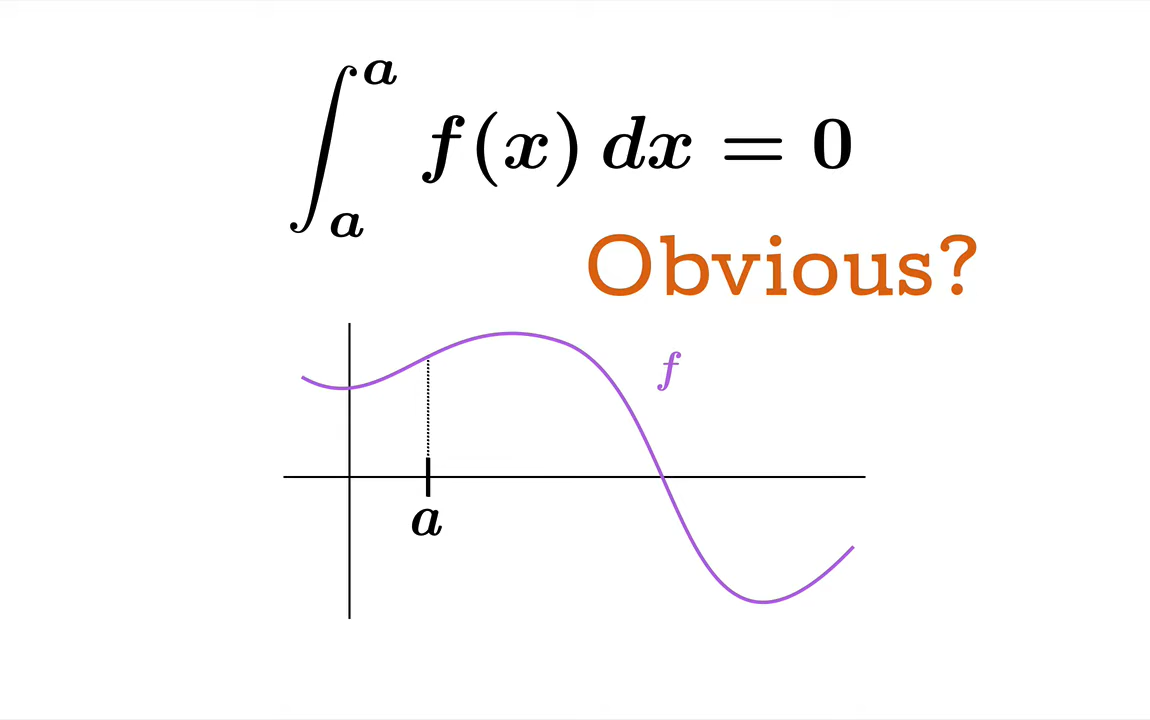 ∫_a^a f(x) dx = 0
Obvious?
f
a